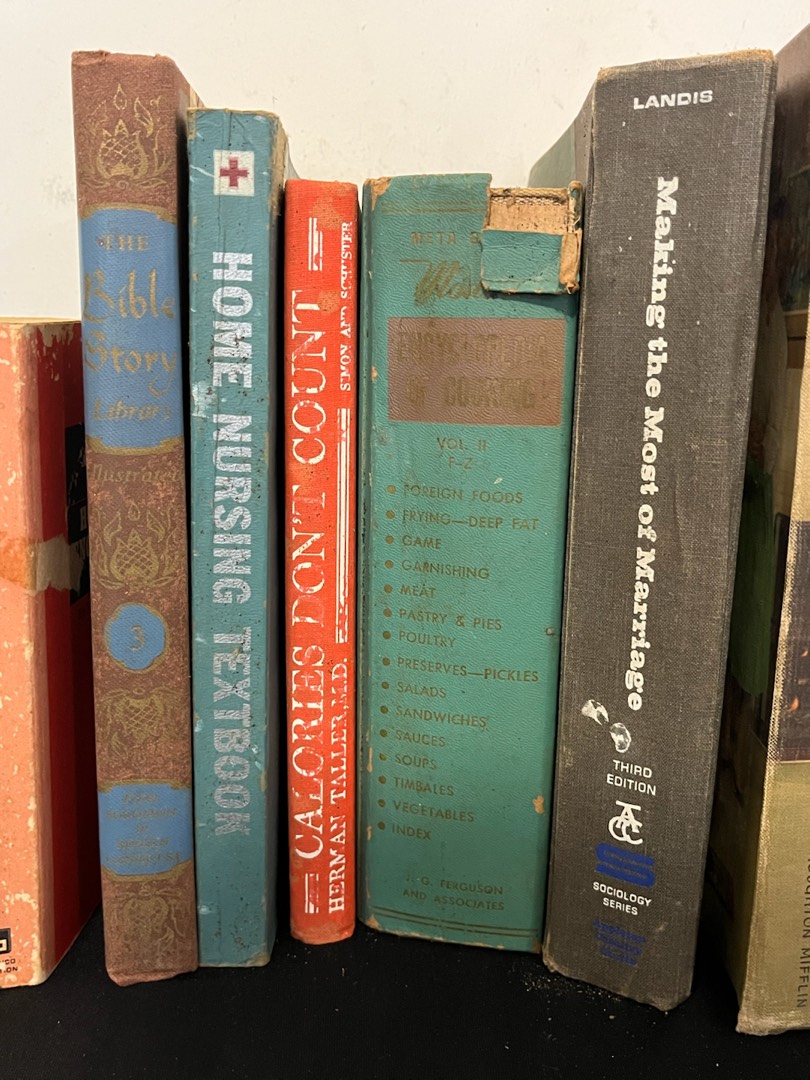 THE
Bible
Story
Library
Illustrated
3
HOME NURSING TEXTBOOK
CALORIES DON'T COUNT
HERMAN TALLER, M.D.
SIMON AND SCHUSTER
META
ENCYCLOPEDIA
OF COOKING
VOL. II
F-Z
• FOREIGN FOODS
• FRYING—DEEP FAT
• GAME
• GARNISHING
• MEAT
• PASTRY & PIES
• POULTRY
• PRESERVES—PICKLES
• SALADS
• SANDWICHES
• SAUCES
• SOUPS
• TIMBALES
• VEGETABLES
• INDEX
J. G. FERGUSON
AND ASSOCIATES
LANDIS
Making the Most of Marriage
THIRD
EDITION
SOCIOLOGY
SERIES
HOUGHTON MIFFLIN